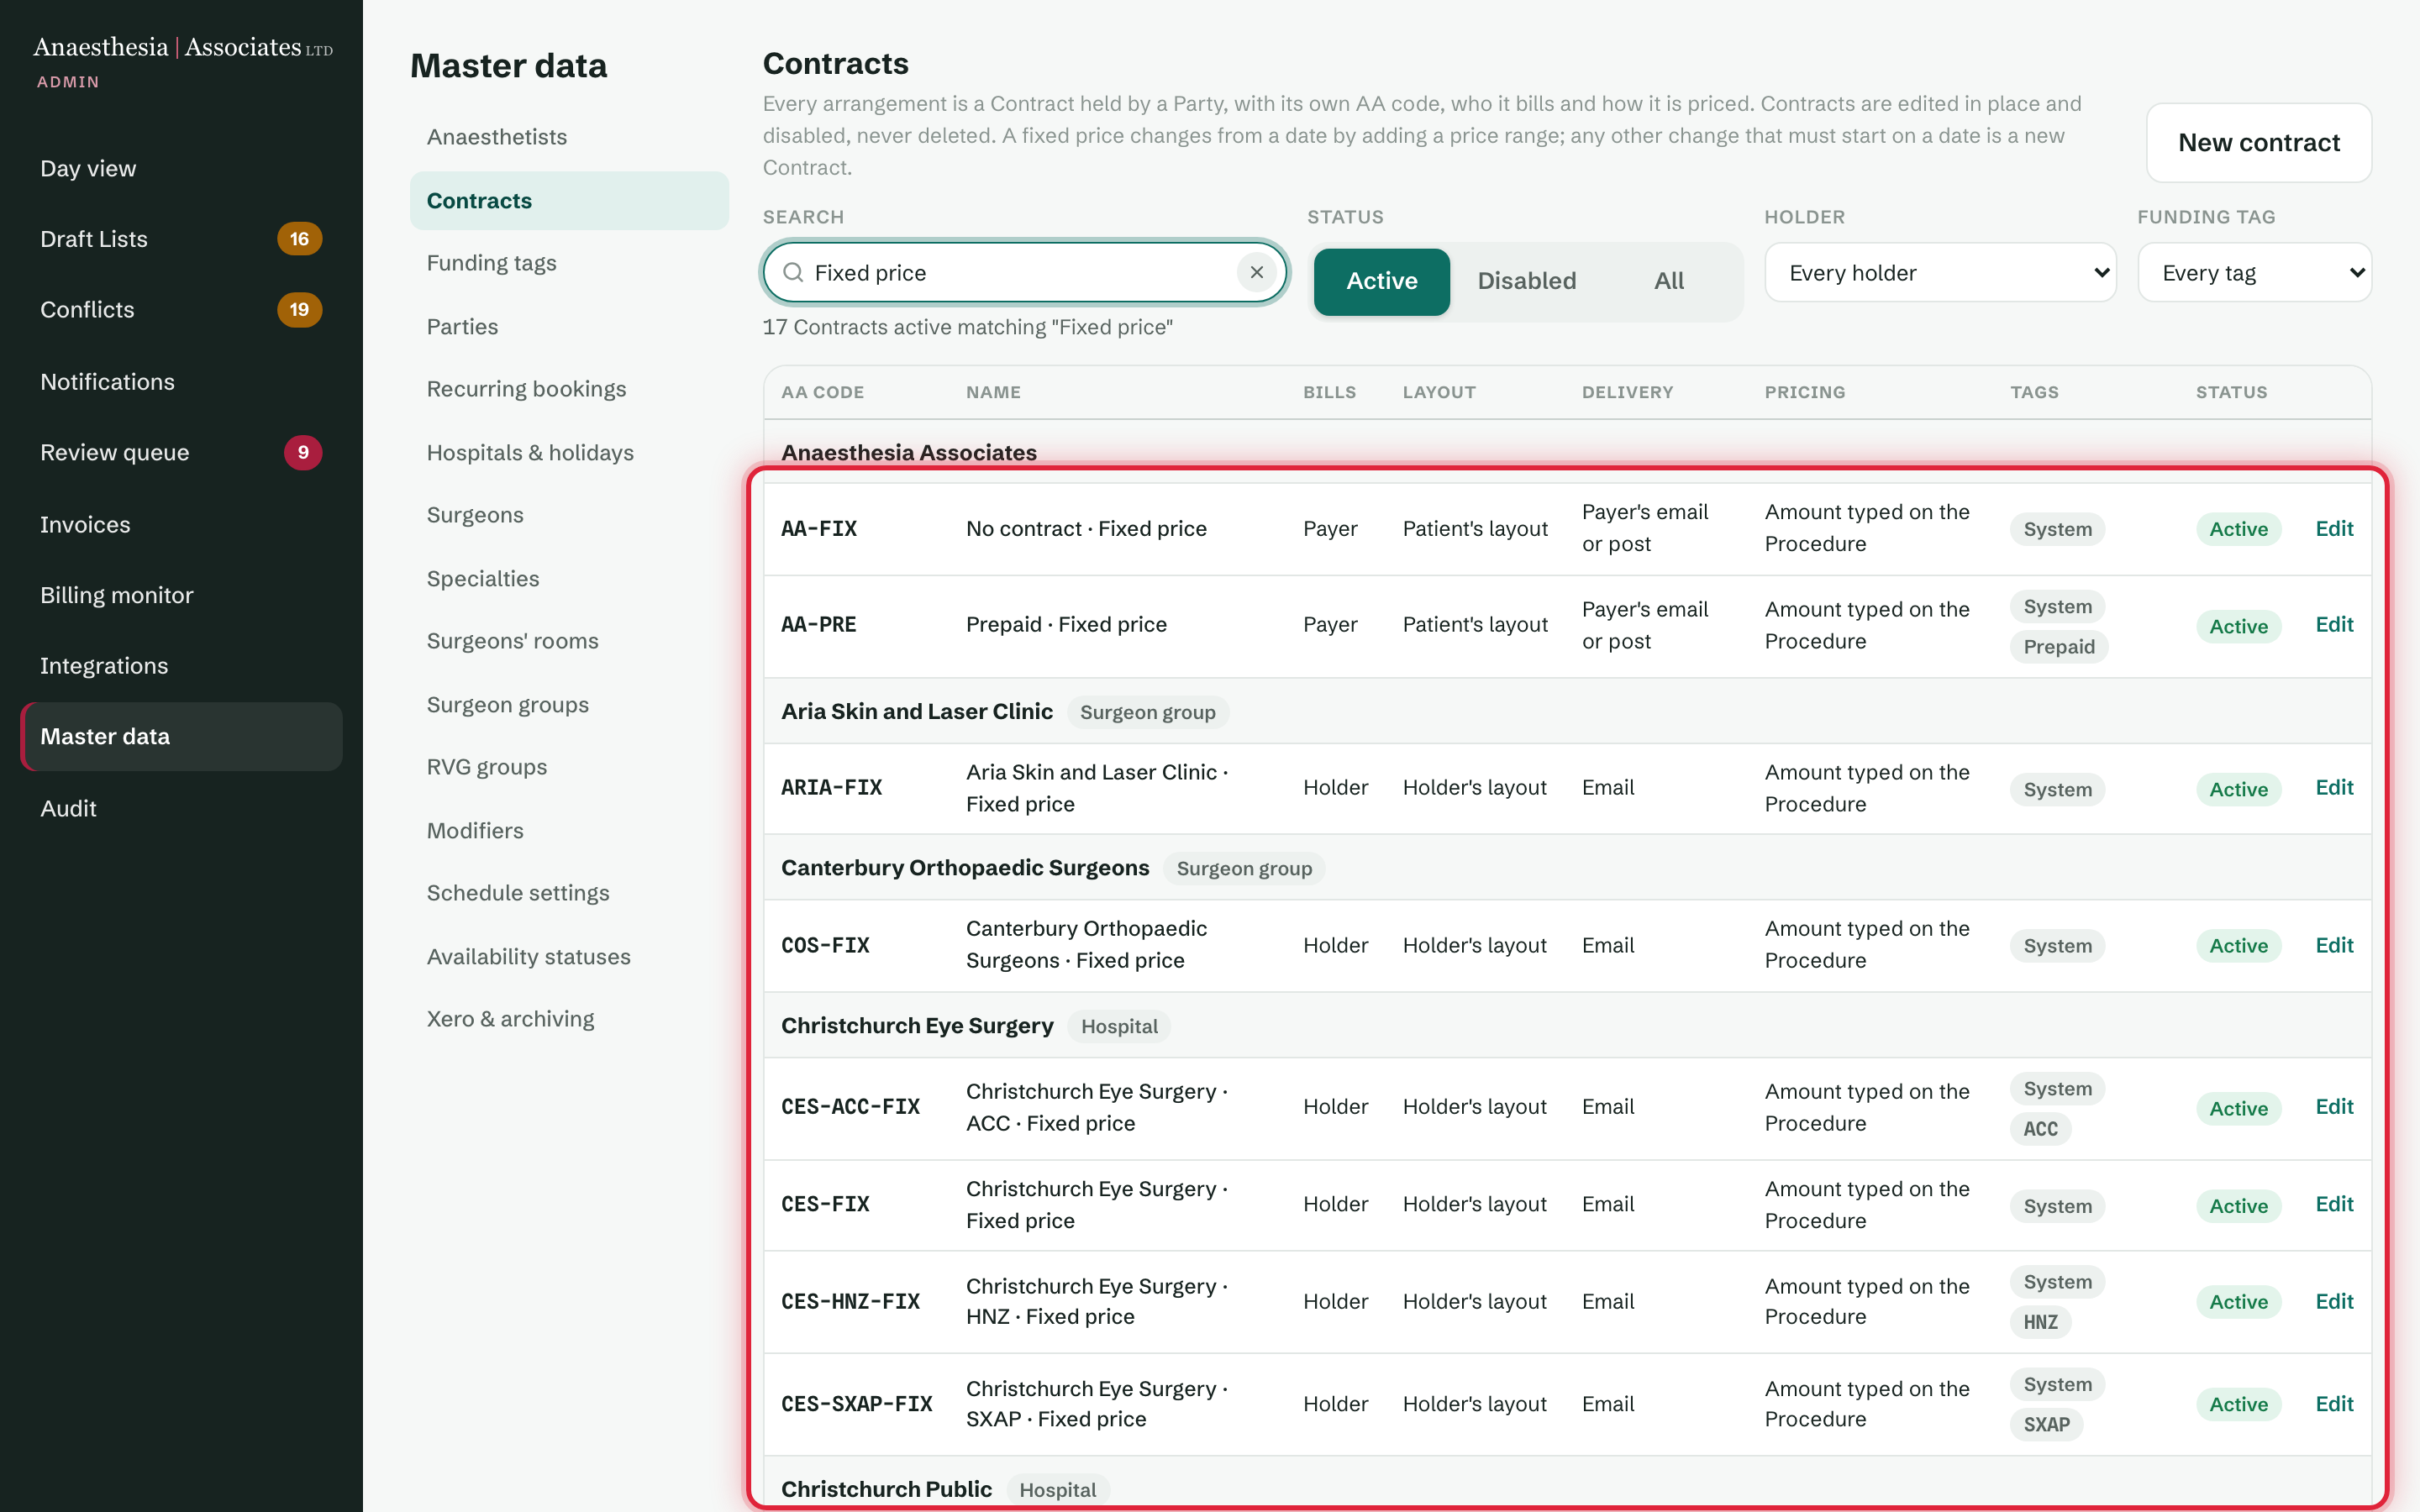 Anaesthesia | Associates LTD
ADMIN
Day view
Draft Lists 16
Conflicts 19
Notifications
Review queue 9
Invoices
Billing monitor
Integrations
Master data
Audit
Master data
Anaesthetists
Contracts
Funding tags
Parties
Recurring bookings
Hospitals & holidays
Surgeons
Specialties
Surgeons' rooms
Surgeon groups
RVG groups
Modifiers
Schedule settings
Availability statuses
Xero & archiving
Contracts
Every arrangement is a Contract held by a Party, with its own AA code, who it bills and how it is priced. Contracts are edited in place and
disabled, never deleted. A fixed price changes from a date by adding a price range; any other change that must start on a date is a new
Contract.
New contract
SEARCH STATUS HOLDER FUNDING TAG
Fixed price Active Disabled All Every holder Every tag
17 Contracts active matching "Fixed price"
AA CODE NAME BILLS LAYOUT DELIVERY PRICING TAGS STATUS
Anaesthesia Associates
AA-FIX No contract · Fixed price Payer Patient's layout Payer's email Amount typed on the System Active Edit
or post Procedure
AA-PRE Prepaid · Fixed price Payer Patient's layout Payer's email Amount typed on the System Active Edit
or post Procedure Prepaid
Aria Skin and Laser Clinic Surgeon group
ARIA-FIX Aria Skin and Laser Clinic · Holder Holder's layout Email Amount typed on the System Active Edit
Fixed price Procedure
Canterbury Orthopaedic Surgeons Surgeon group
COS-FIX Canterbury Orthopaedic Holder Holder's layout Email Amount typed on the System Active Edit
Surgeons · Fixed price Procedure
Christchurch Eye Surgery Hospital
CES-ACC-FIX Christchurch Eye Surgery · Holder Holder's layout Email Amount typed on the System Active Edit
ACC · Fixed price Procedure ACC
CES-FIX Christchurch Eye Surgery · Holder Holder's layout Email Amount typed on the System Active Edit
Fixed price Procedure
CES-HNZ-FIX Christchurch Eye Surgery · Holder Holder's layout Email Amount typed on the System Active Edit
HNZ · Fixed price Procedure HNZ
CES-SXAP-FIX Christchurch Eye Surgery · Holder Holder's layout Email Amount typed on the System Active Edit
SXAP · Fixed price Procedure SXAP
Christchurch Public Hospital